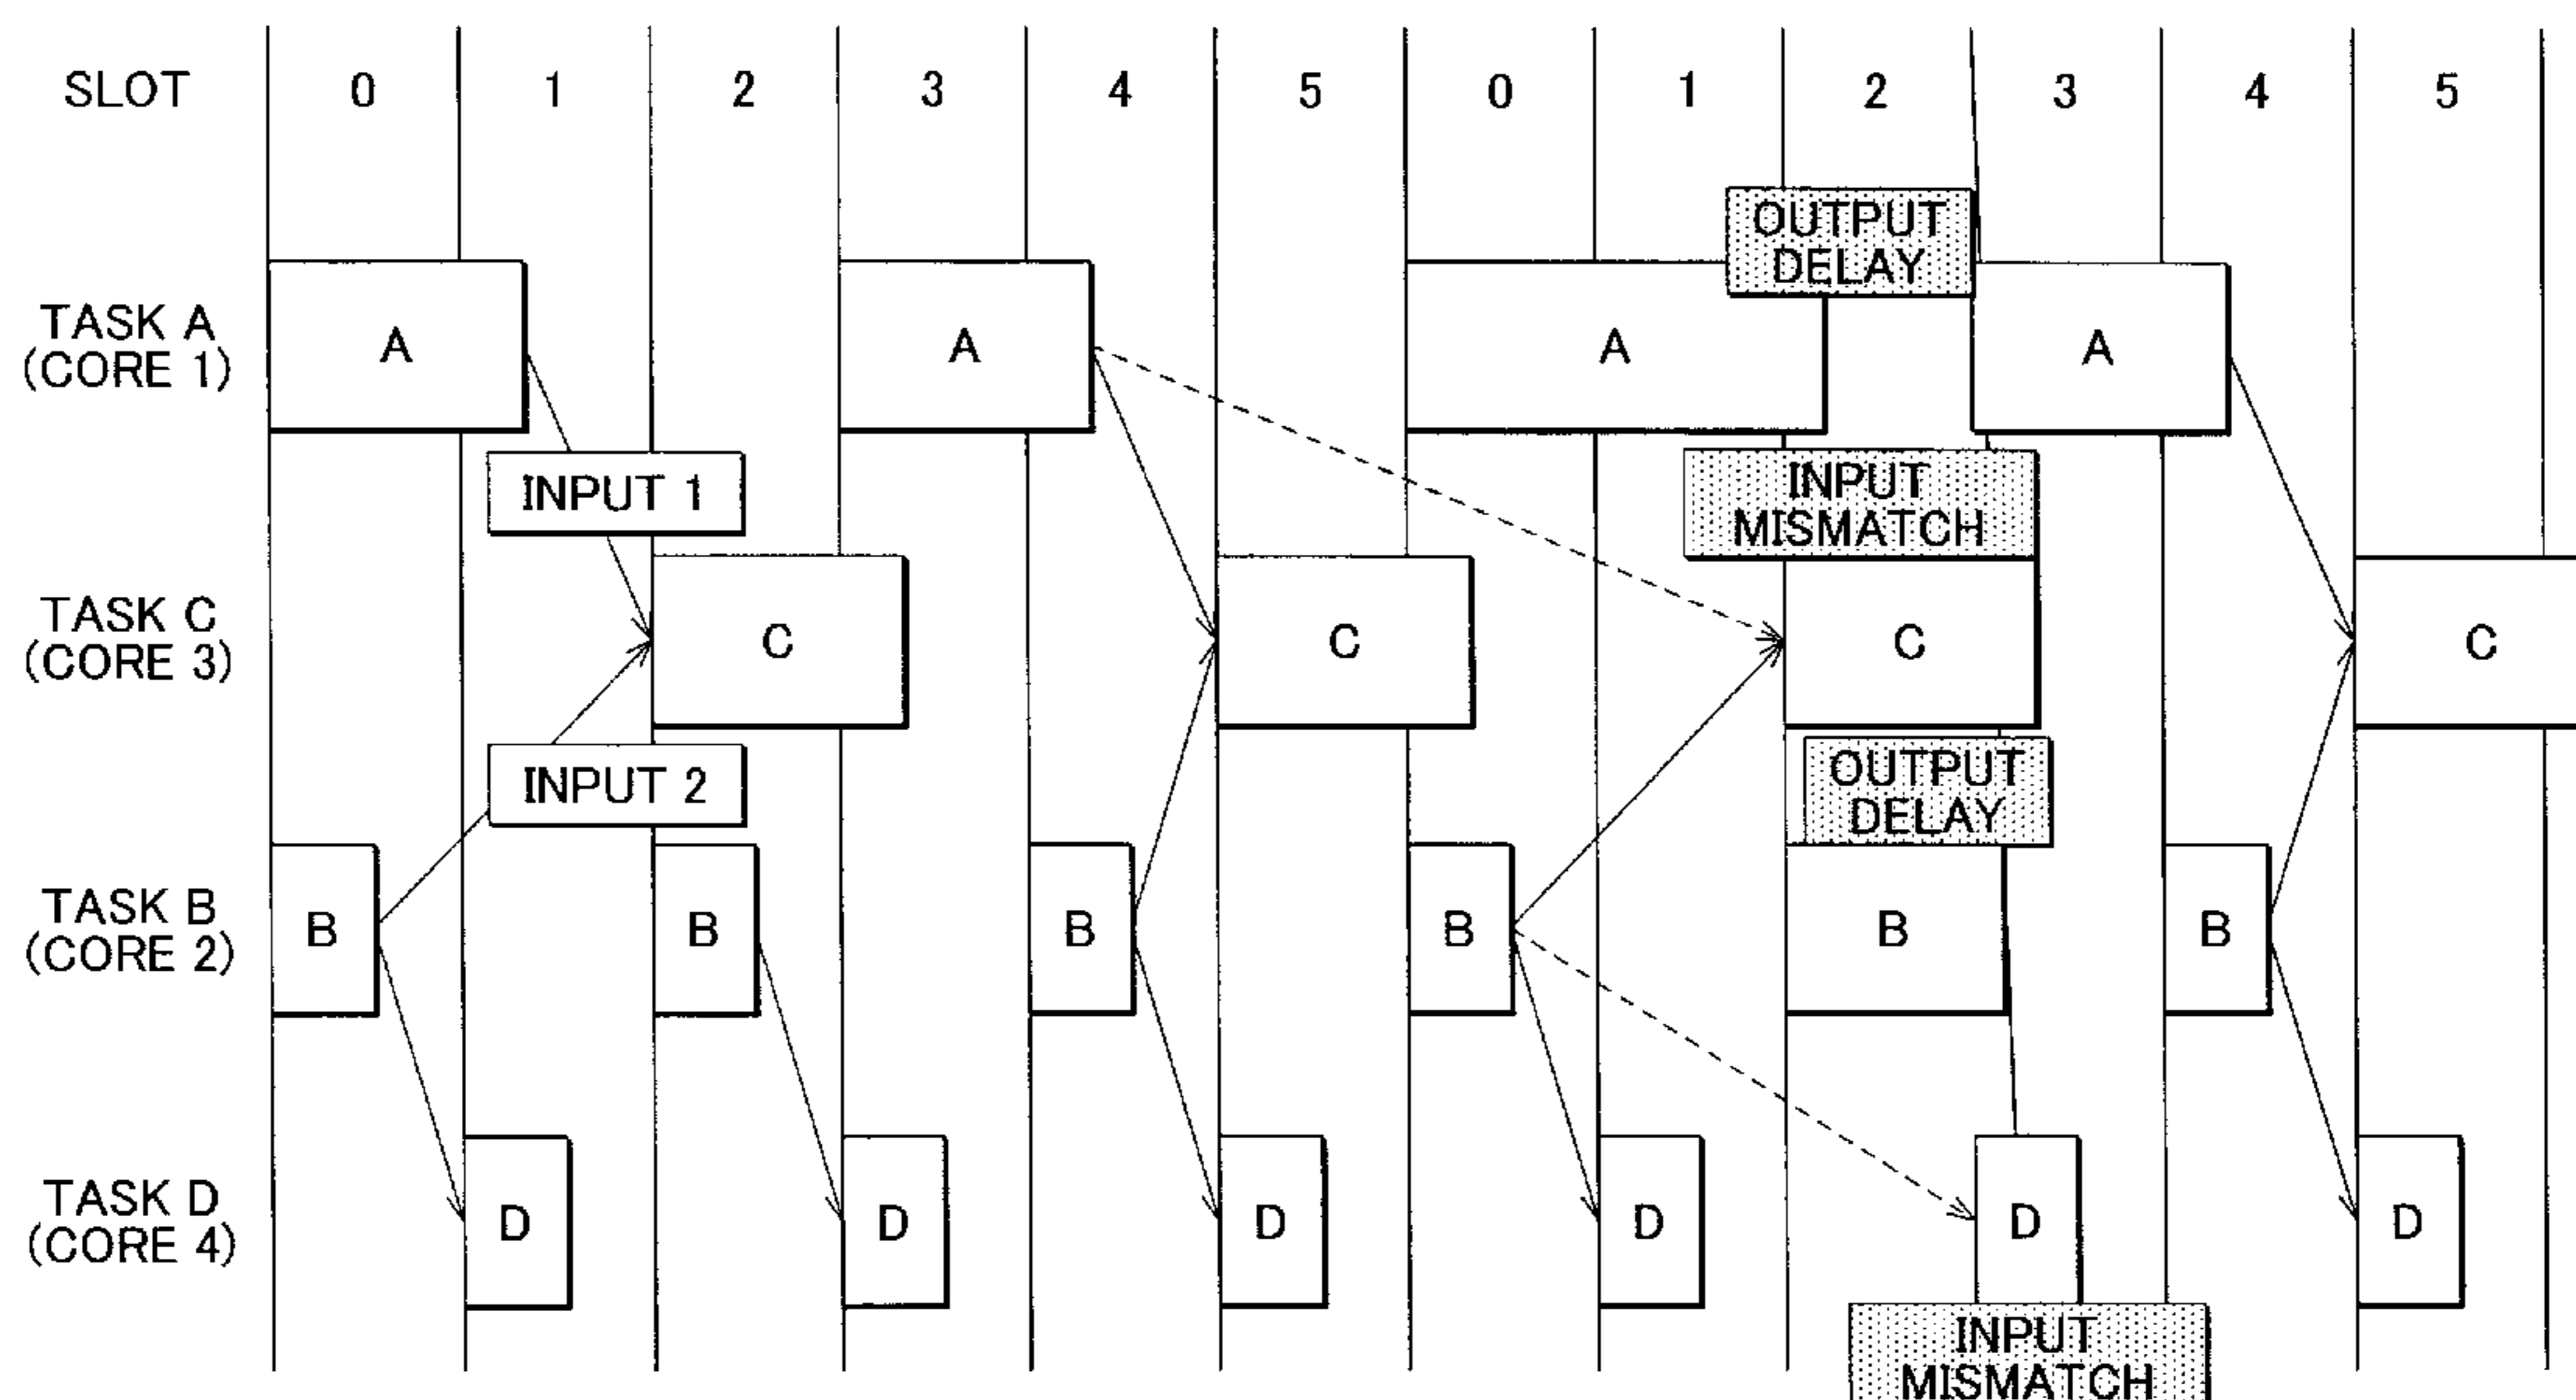 SLOT 0 1 2 3 4 5 0 1 2 3 4 5
OUTPUT
DELAY
TASK A
(CORE 1)
A A A A
INPUT 1
INPUT
MISMATCH
TASK C
(CORE 3)
C C C C
INPUT 2
OUTPUT
DELAY
TASK B
(CORE 2)
B B B B B B
TASK D
(CORE 4)
D D D D D D
INPUT
MISMATCH